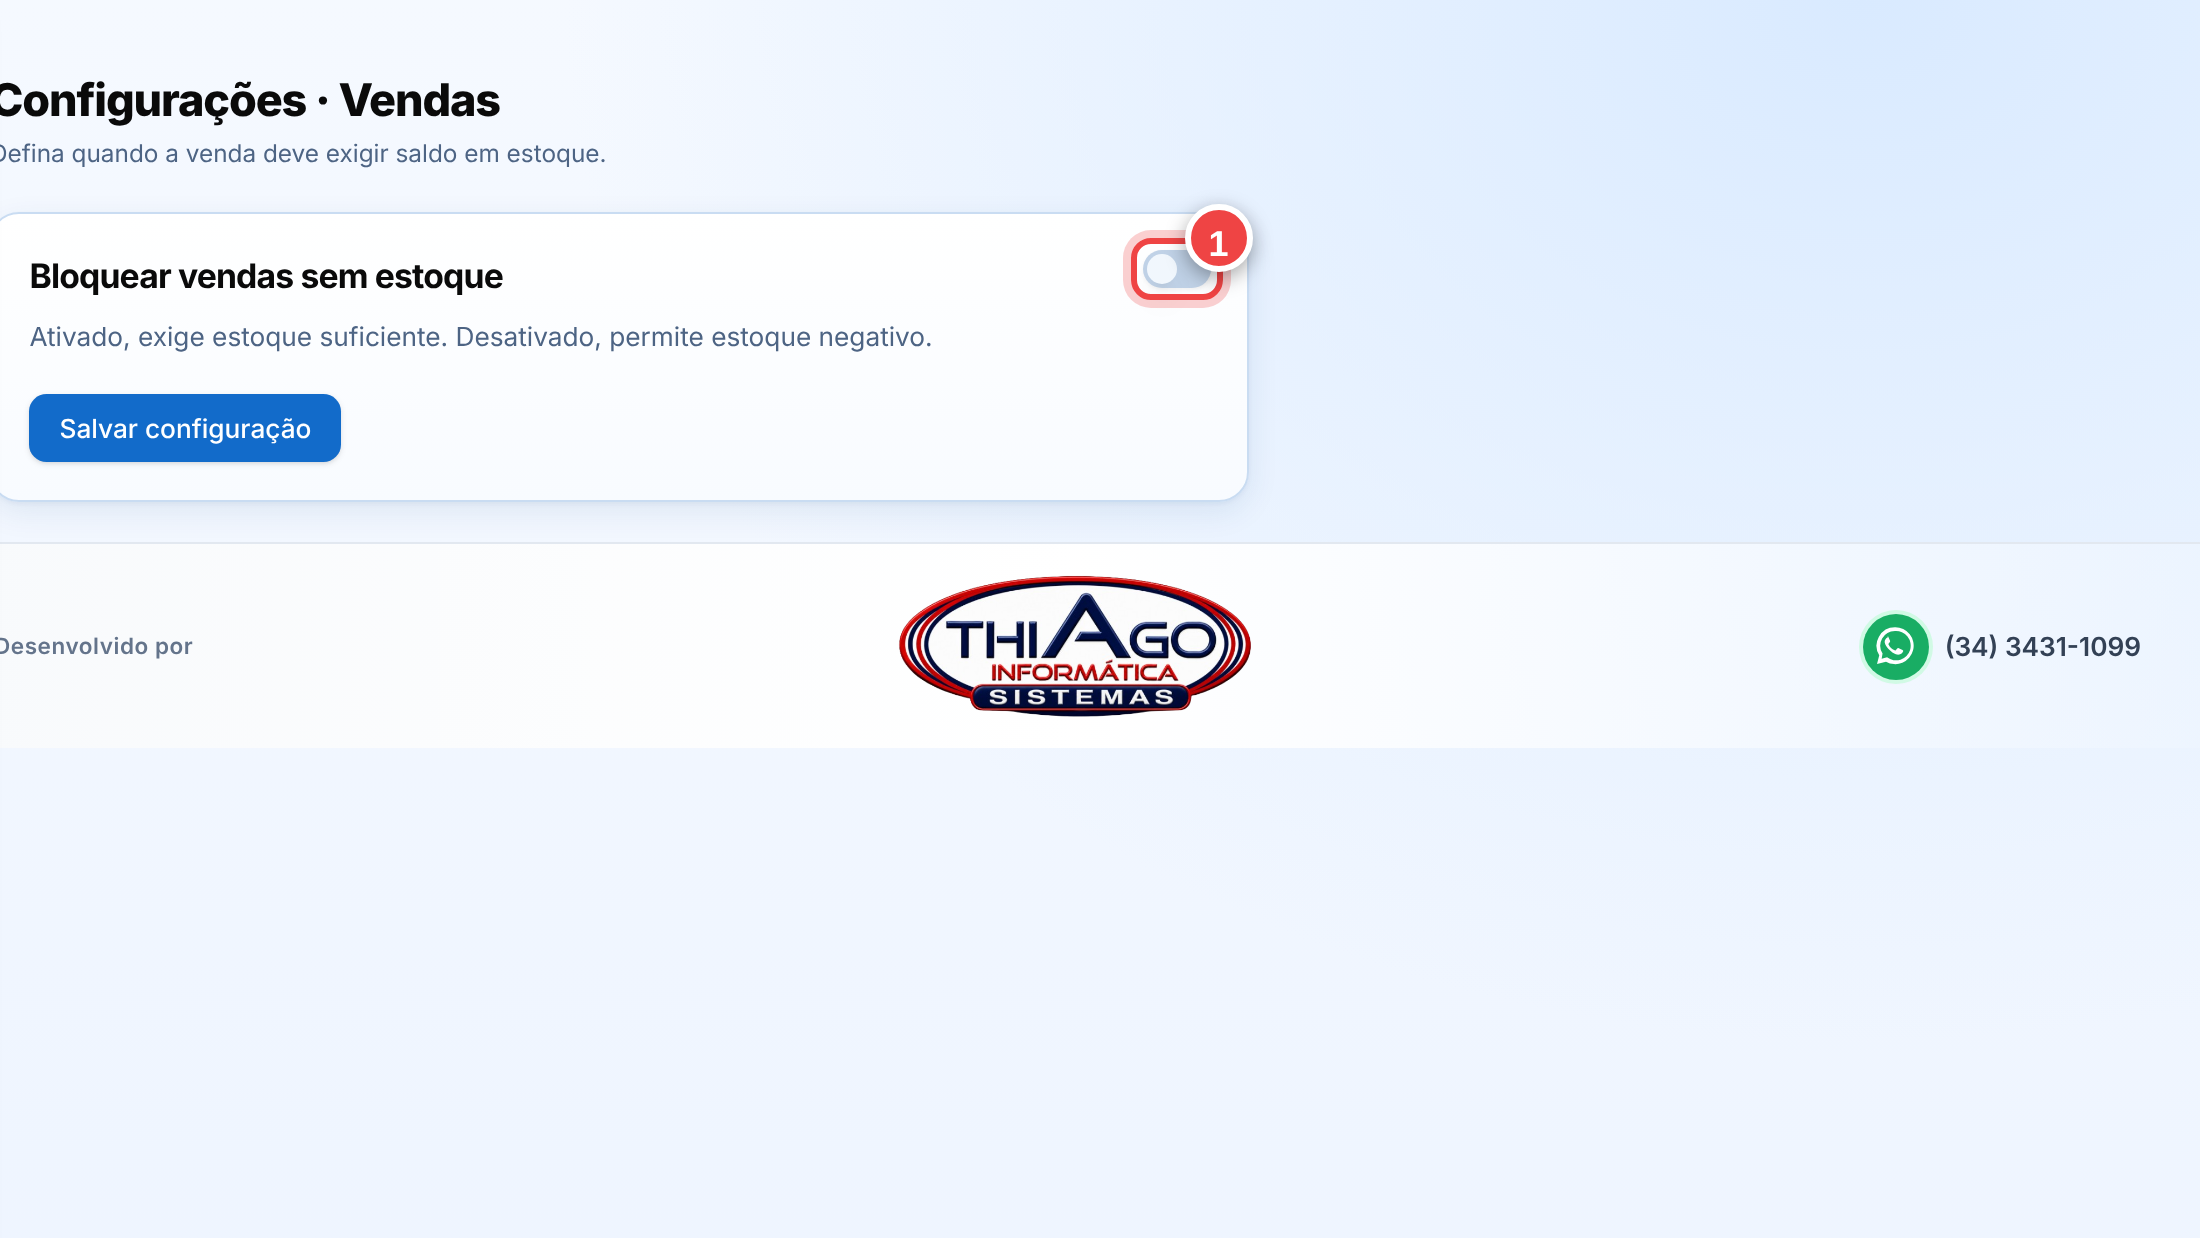 Configurações · Vendas
Defina quando a venda deve exigir saldo em estoque.
1
Bloquear vendas sem estoque
Ativado, exige estoque suficiente. Desativado, permite estoque negativo.
Salvar configuração
Desenvolvido por
THIAGO
INFORMÁTICA
SISTEMAS
(34) 3431-1099